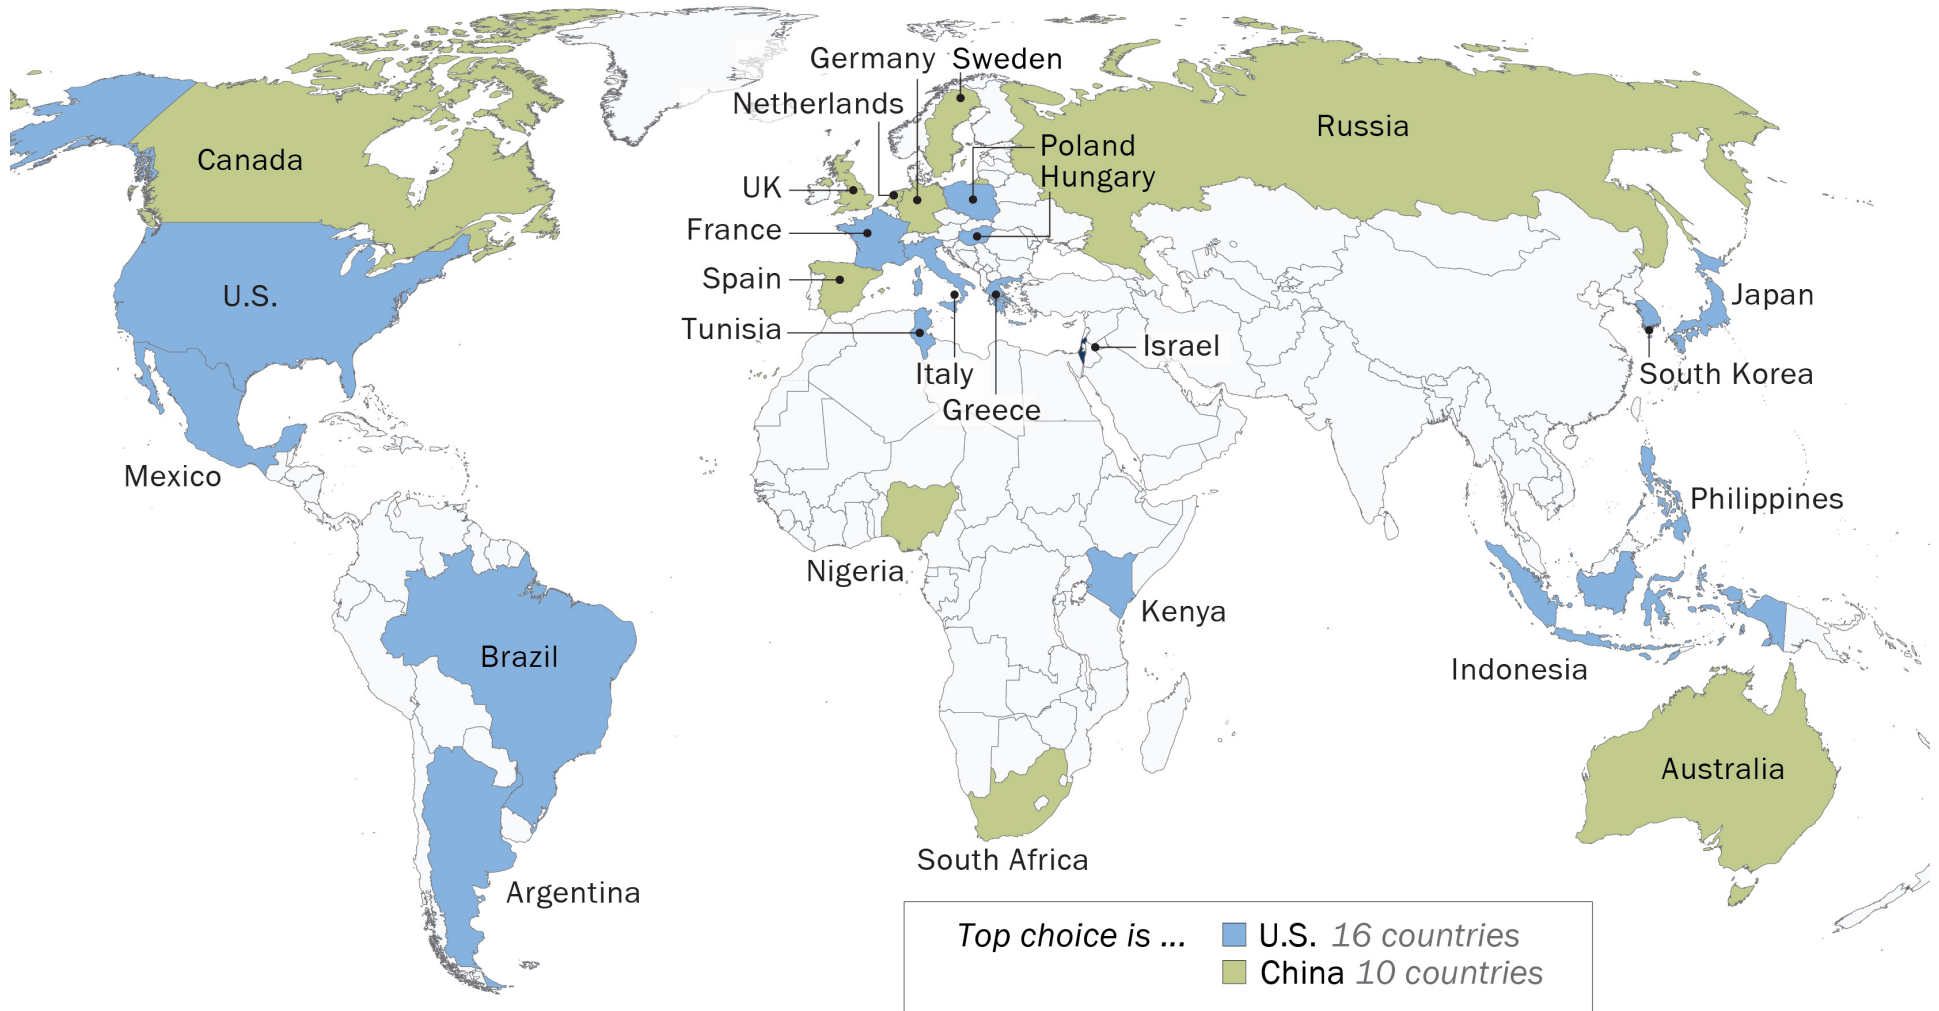 Germany
Sweden
Netherlands
Poland
Hungary
Russia
Canada
UK
France
Spain
U.S.
Japan
Tunisia
Israel
Italy
South Korea
Greece
Mexico
Philippines
Nigeria
Kenya
Brazil
Indonesia
Australia
South Africa
Argentina
Top choice is ...
U.S. 16 countries
China 10 countries